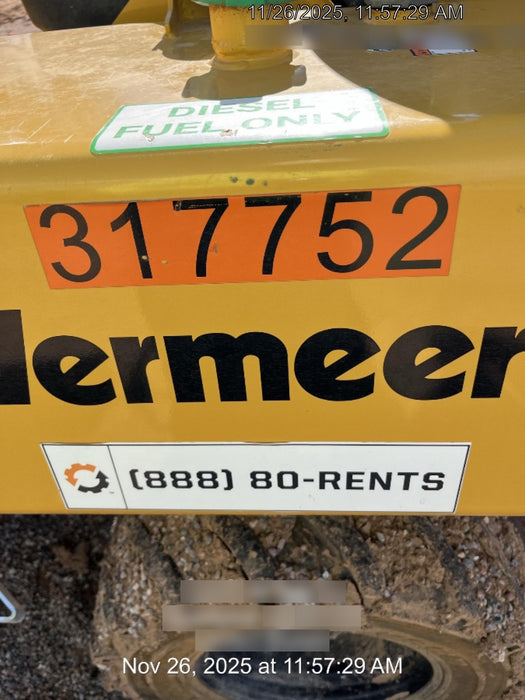 11/26/2025, 11:57:29 AM
DIESEL
FUEL ONLY
317752
ermeer
(888) 80-RENTS
Nov 26, 2025 at 11:57:29 AM